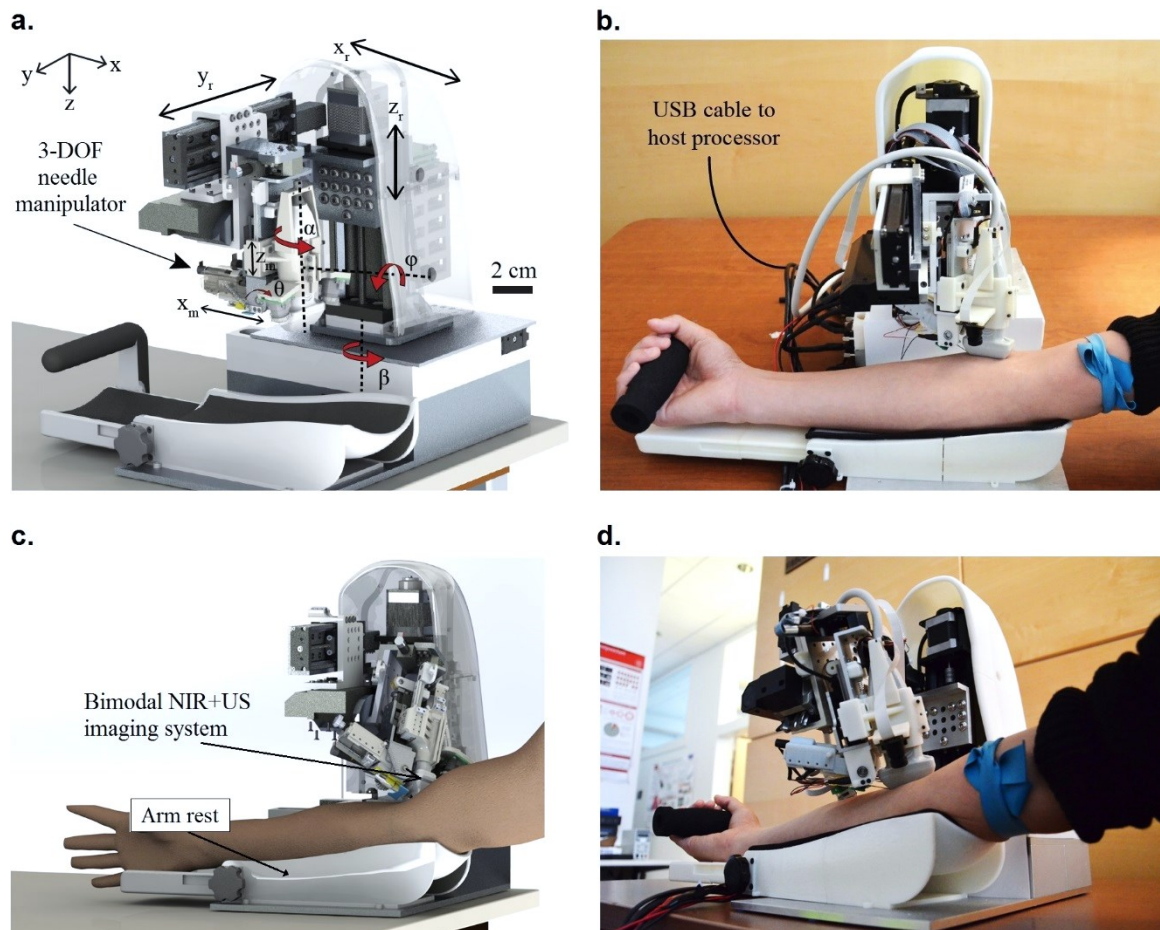 a.
x
y
z
y_r
x_r
z_r
3-DOF
needle
manipulator
α
z_m
φ
θ
2 cm
x_m
β
b.
USB cable to
host processor
c.
Bimodal NIR+US
imaging system
Arm rest
d.